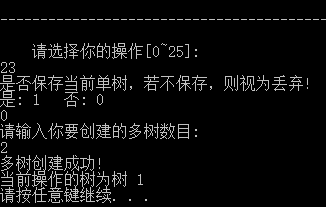 --------------------------------------------------
请选择你的操作[0~25]:
23
是否保存当前单树，若不保存，则视为丢弃!
是: 1   否: 0
0
请输入你要创建的多树数目:
2
多树创建成功!
当前操作的树为树 1
请按任意键继续. . .